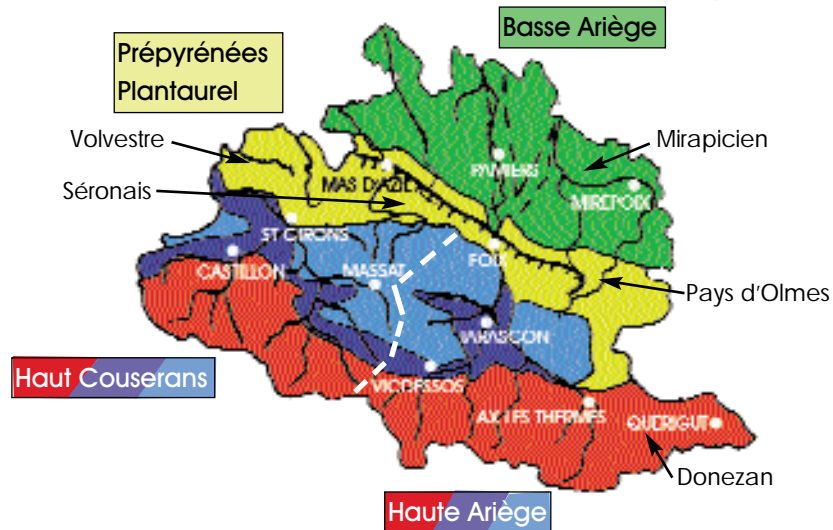 Basse Ariège
Prépyrénées
Plantaurel
Volvestre
Mirapicien
PAMIERS
MAS D'AZIL
Séronais
MIREPOIX
ST GIRONS
FOIX
CASTILLON
MASSAT
Pays d'Olmes
TARASCON
Haut Couserans
VICDESSOS
AX LES THERMES
QUERIGUT
Donezan
Haute Ariège